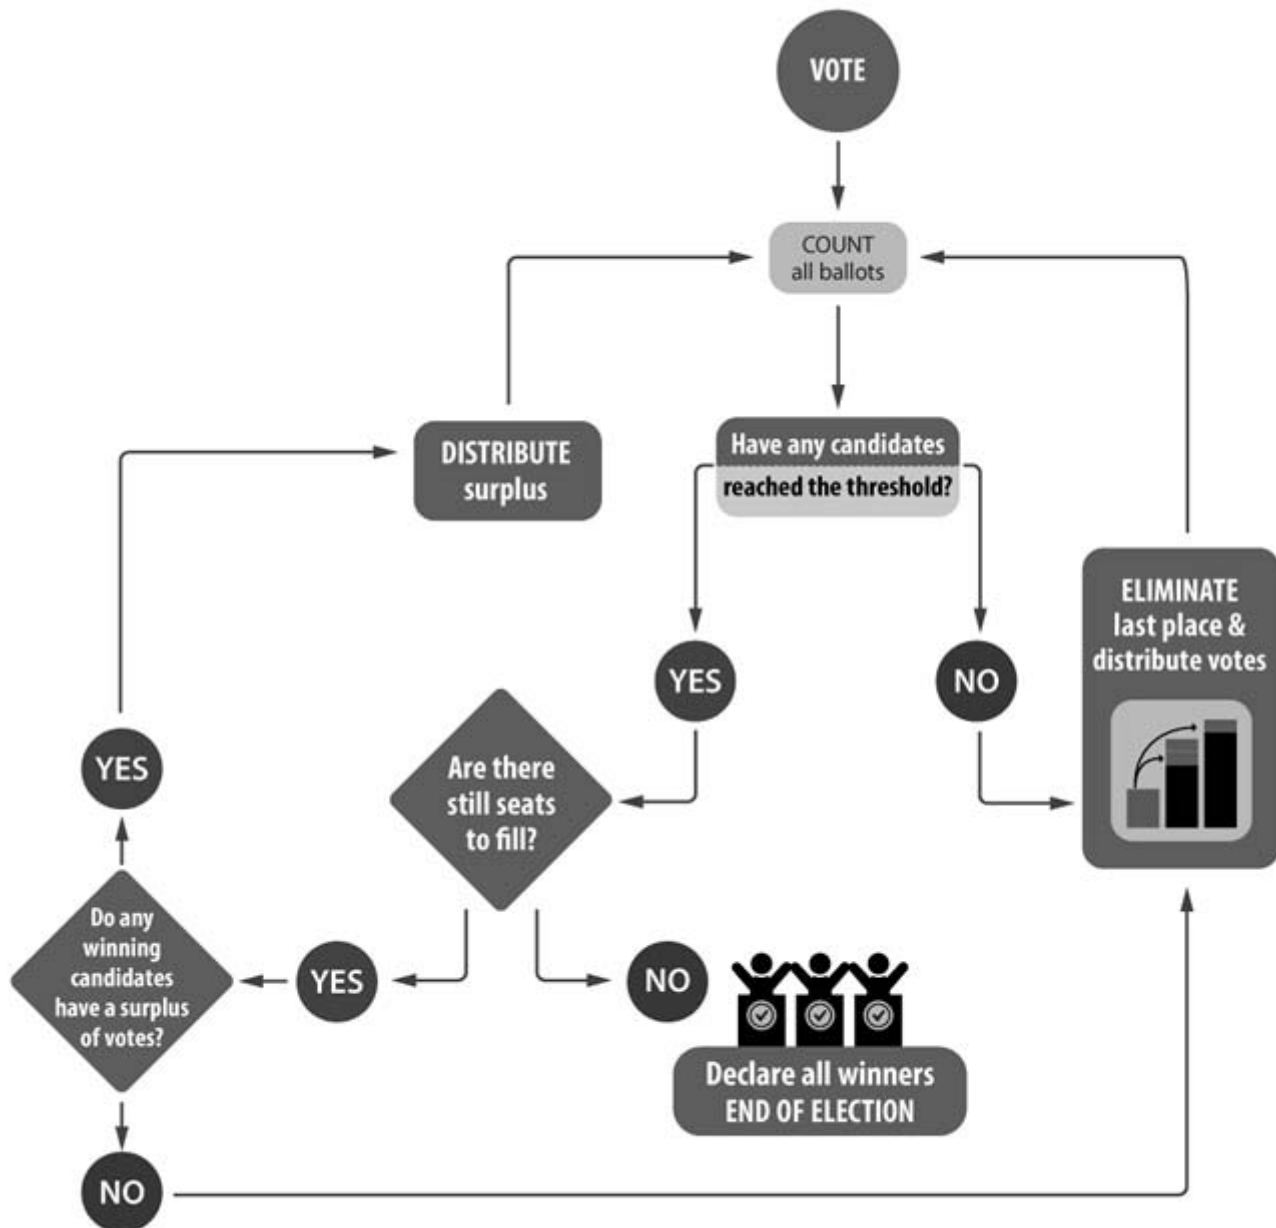 VOTE
COUNT
all ballots
DISTRIBUTE
surplus
Have any candidates
reached the threshold?
ELIMINATE
last place &
distribute votes
YES
NO
YES
Are there
still seats
to fill?
Do any
winning
candidates
have a surplus
of votes?
YES
NO
Declare all winners
END OF ELECTION
NO